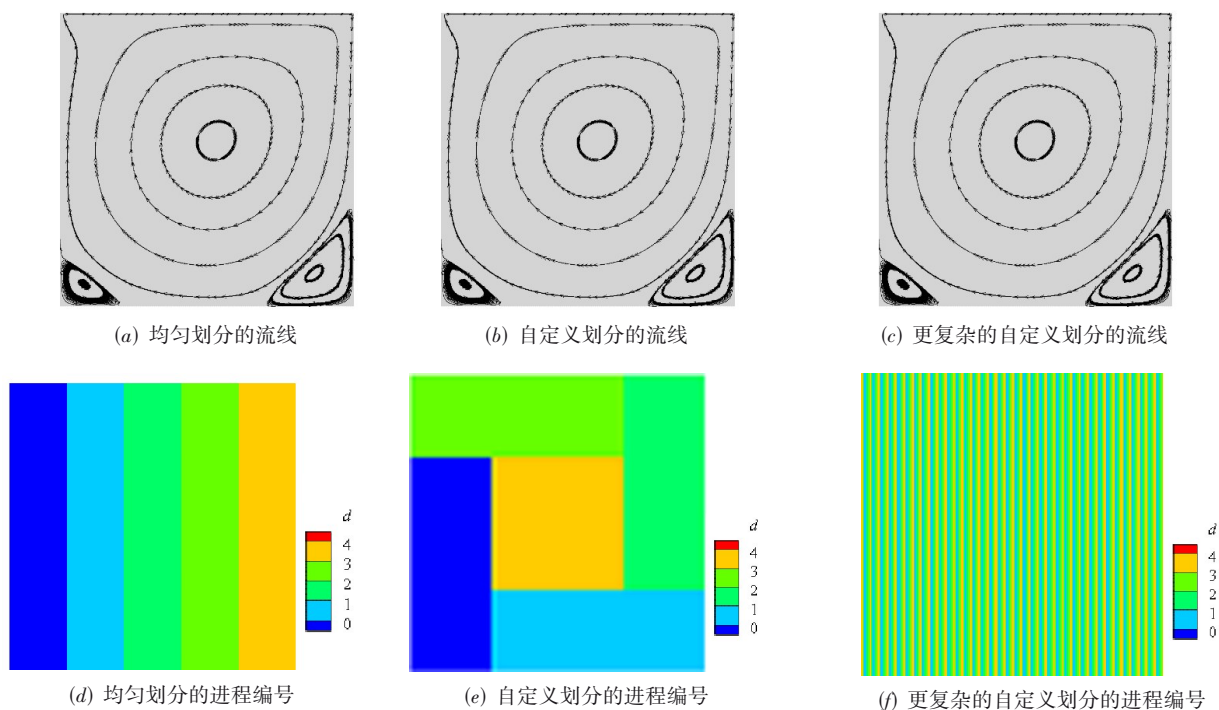 (a) 均匀划分的流线
(b) 自定义划分的流线
(c) 更复杂的自定义划分的流线
d
4
3
2
1
0
(d) 均匀划分的进程编号
d
4
3
2
1
0
(e) 自定义划分的进程编号
d
4
3
2
1
0
(f) 更复杂的自定义划分的进程编号